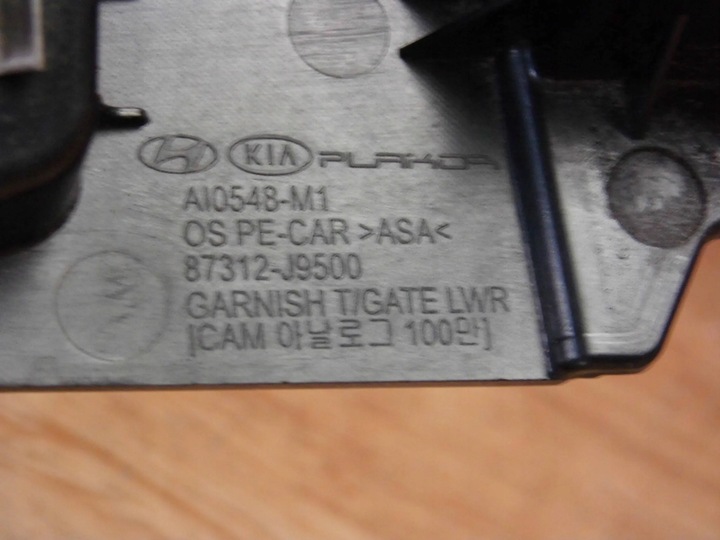 KIA PLAKOR
AI0548-M1
OS PE-CAR >ASA<
87312-J9500
GARNISH T/GATE LWR
[CAM 아날로그 100만]